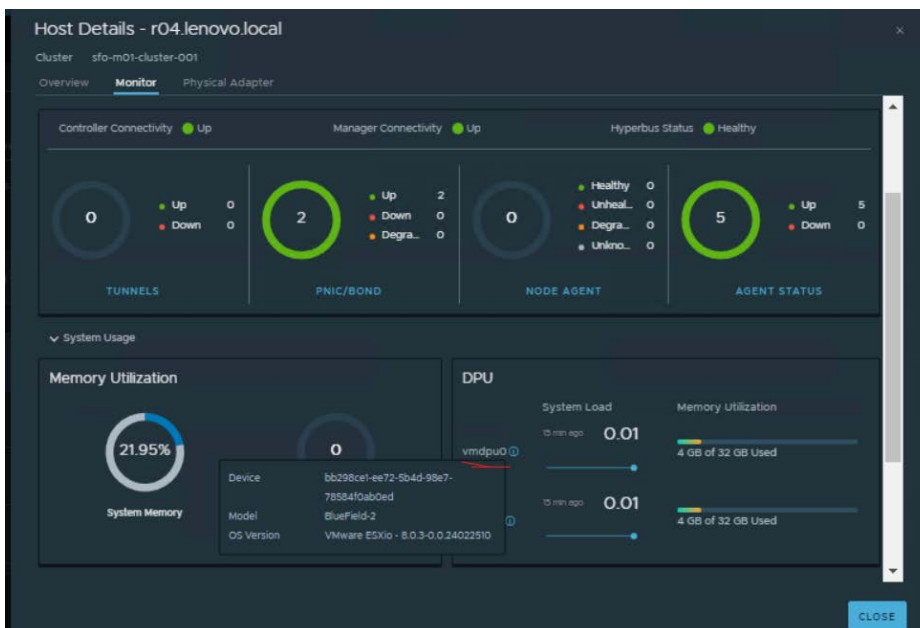 Host Details - r04.lenovo.local
Cluster sfo-m01-cluster-001
Overview Monitor Physical Adapter
Controller Connectivity Up Manager Connectivity Up Hyperbus Status Healthy
0 Up 0 Down 0
TUNNELS
2 Up 2 Down 0 Degra... 0
PNIC/BOND
0 Healthy 0 Unheal... 0 Degra... 0 Unkno... 0
NODE AGENT
5 Up 5 Down 0
AGENT STATUS
System Usage
Memory Utilization
21.95%
System Memory
0
Device bb298ce1-ee72-5b4d-98e7-
78584f0ab0ed
Model BlueField-2
OS Version VMware ESXio - 8.0.3-0.0.24022510
DPU
System Load Memory Utilization
vmdpu0 15 min ago 0.01
4 GB of 32 GB Used
15 min ago 0.01
4 GB of 32 GB Used
CLOSE